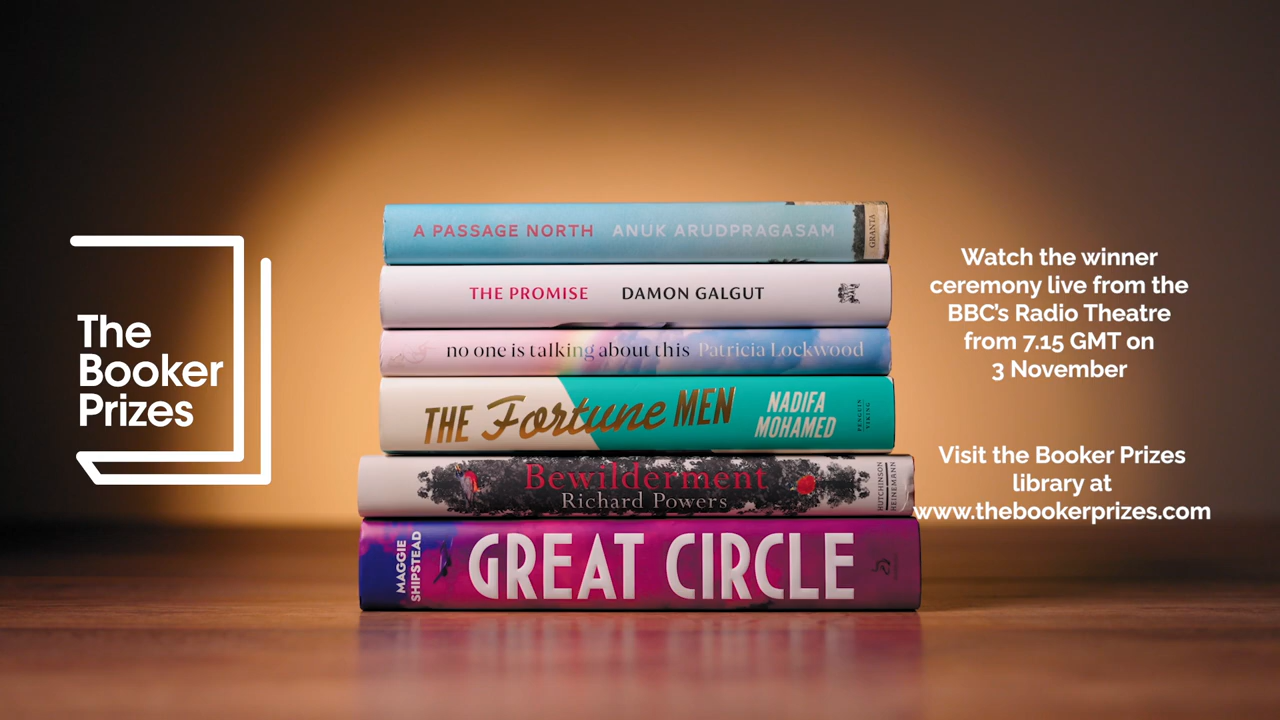 The
Booker
Prizes
A PASSAGE NORTH ANUK ARUDPRAGASAM GRANTA
THE PROMISE DAMON GALGUT
no one is talking about this Patricia Lockwood
THE Fortune MEN NADIFA MOHAMED PENGUIN VIKING
Bewilderment
Richard Powers
HUTCHINSON
HEINEMANN
MAGGIE
SHIPSTEAD
GREAT CIRCLE
Watch the winner
ceremony live from the
BBC's Radio Theatre
from 7.15 GMT on
3 November
Visit the Booker Prizes
library at
www.thebookerprizes.com